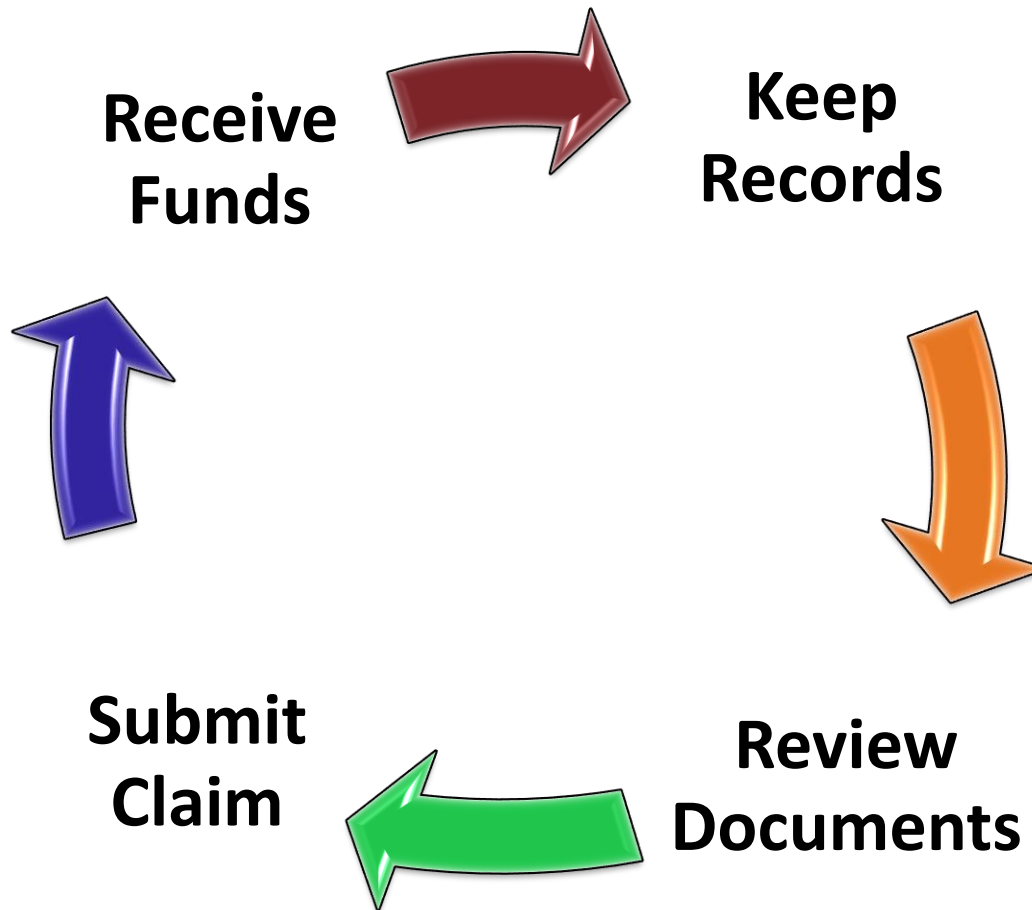 Receive
Funds
Keep
Records
Submit
Claim
Review
Documents